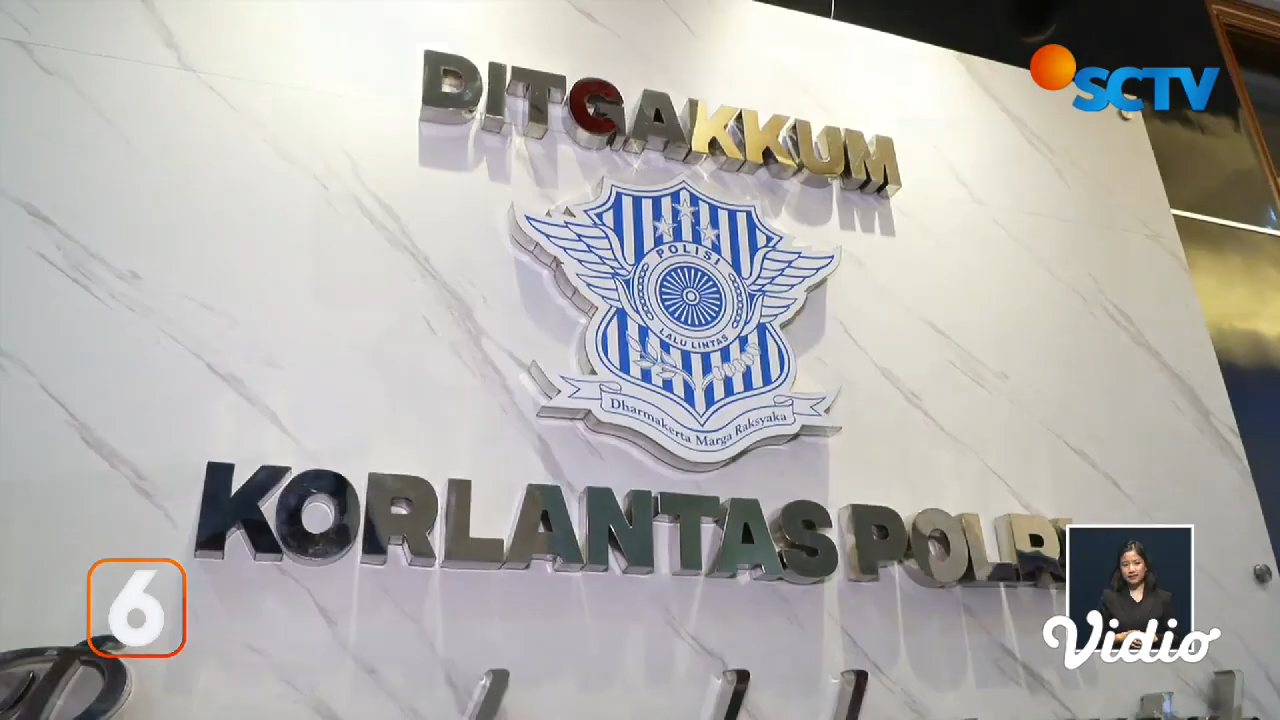 DITGAKKUM
SCTV
POLISI
LALU LINTAS
Dharmakerta Marga Raksyaka
KORLANTAS POLRI
6
Vidio